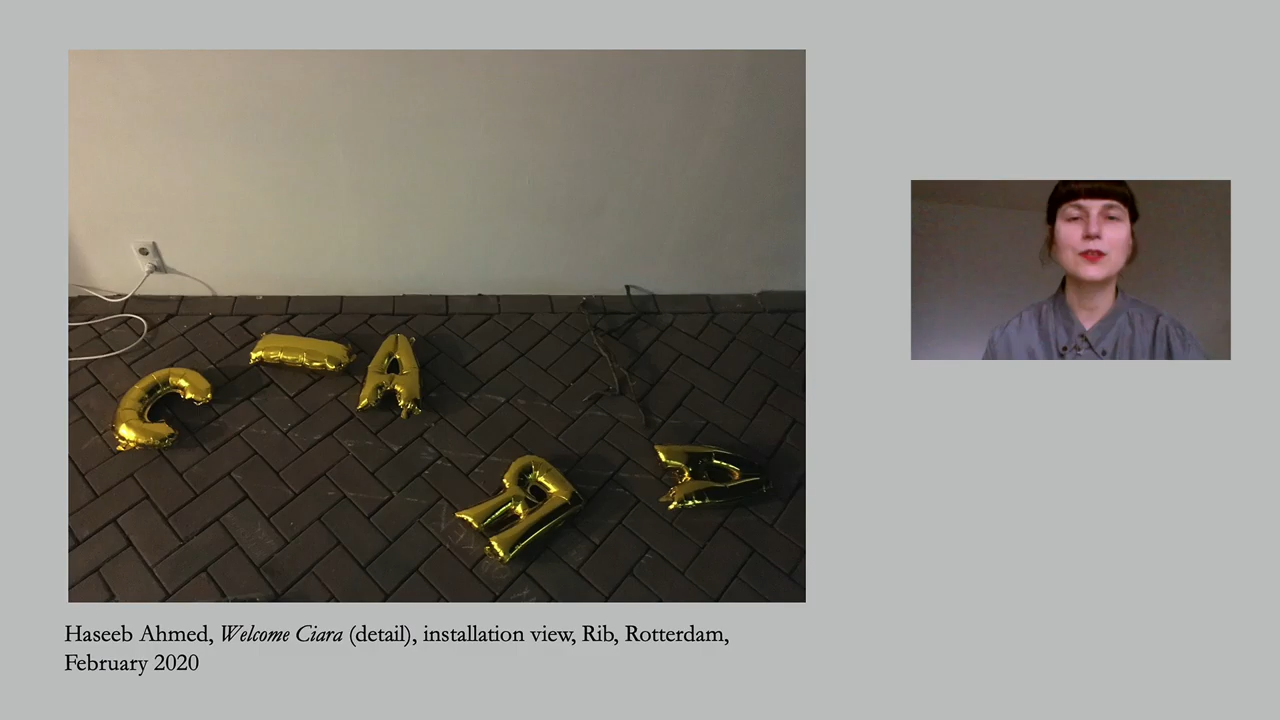 C I A
R A
Haseeb Ahmed, Welcome Ciara (detail), installation view, Rib, Rotterdam,
February 2020